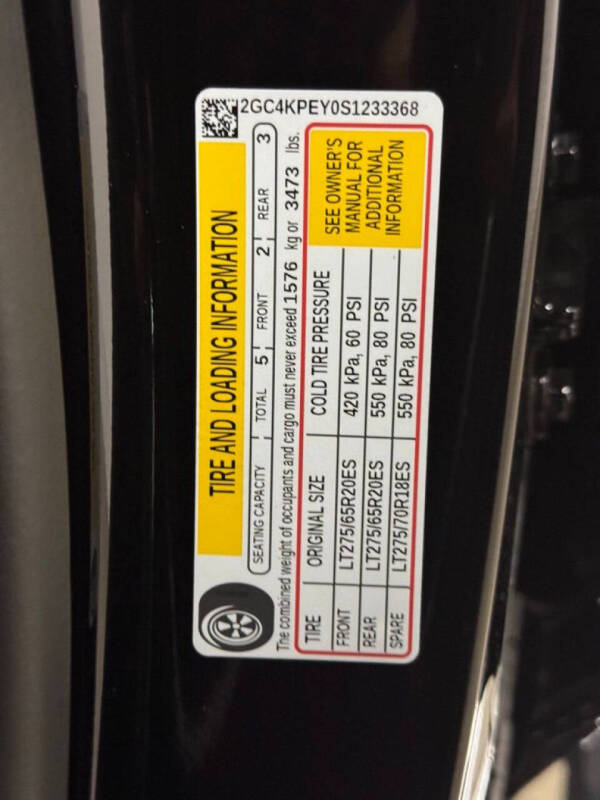 2GC4KPEY0S1233368
TIRE AND LOADING INFORMATION
SEATING CAPACITY TOTAL 5 FRONT 2 REAR 3
The combined weight of occupants and cargo must never exceed 1576 kg or 3473 lbs.
TIRE ORIGINAL SIZE COLD TIRE PRESSURE
FRONT LT275/65R20ES 420 kPa, 60 PSI
REAR LT275/65R20ES 550 kPa, 80 PSI
SPARE LT275/70R18ES 550 kPa, 80 PSI
SEE OWNER'S
MANUAL FOR
ADDITIONAL
INFORMATION